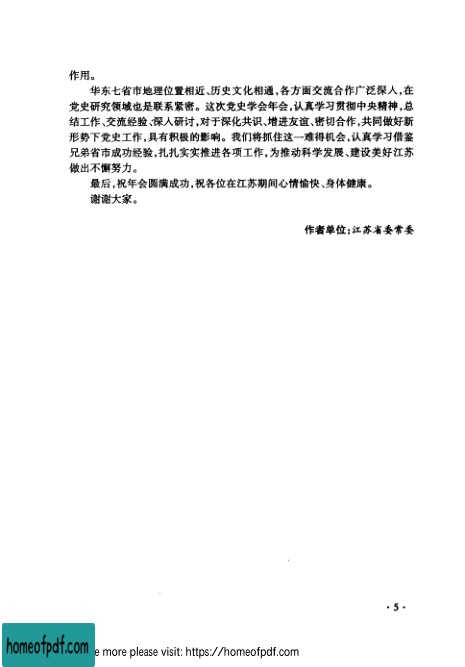 作用。
华东七省市地理位置相近、历史文化相通,各方面交流合作广泛深入,在
党史研究领域也是联系紧密。这次党史学会年会,认真学习贯彻中央精神,总
结工作、交流经验、深入研讨,对于深化共识、增进友谊、密切合作,共同做好新
形势下党史工作,具有积极的影响。我们将抓住这一难得机会,认真学习借鉴
兄弟省市成功经验,扎扎实实推进各项工作,为推动科学发展、建设美好江苏
做出不懈努力。
最后,祝年会圆满成功,祝各位在江苏期间心情愉快、身体健康。
谢谢大家。
作者单位:江苏省委常委
· 5 ·
homeofpdf.com
e more please visit: https://homeofpdf.com